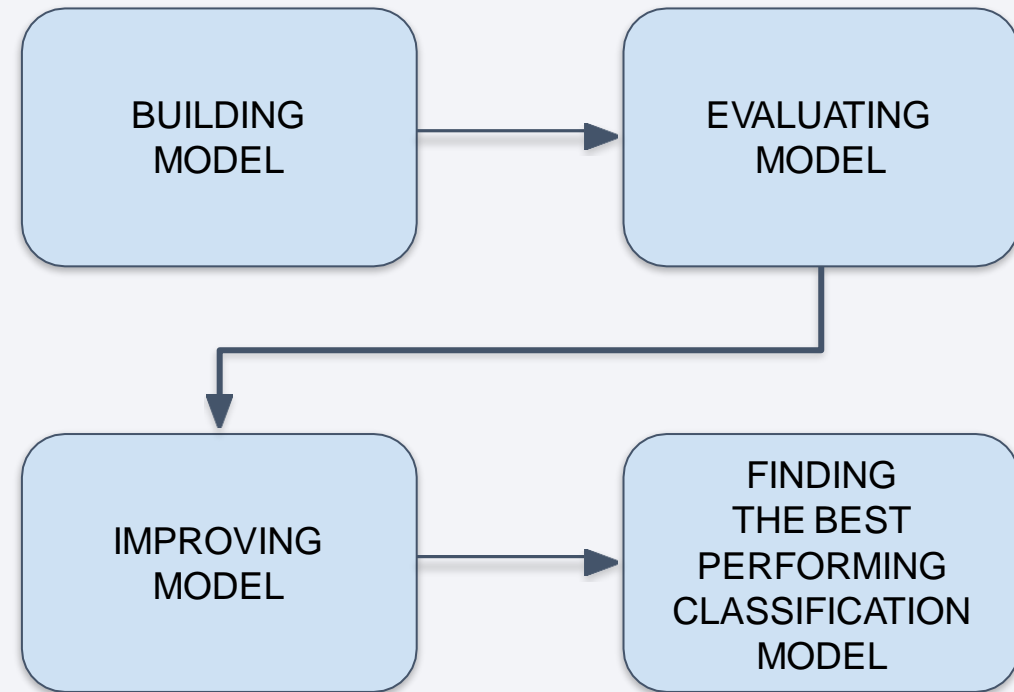 BUILDING
MODEL
EVALUATING
MODEL
IMPROVING
MODEL
FINDING
THE BEST
PERFORMING
CLASSIFICATION
MODEL